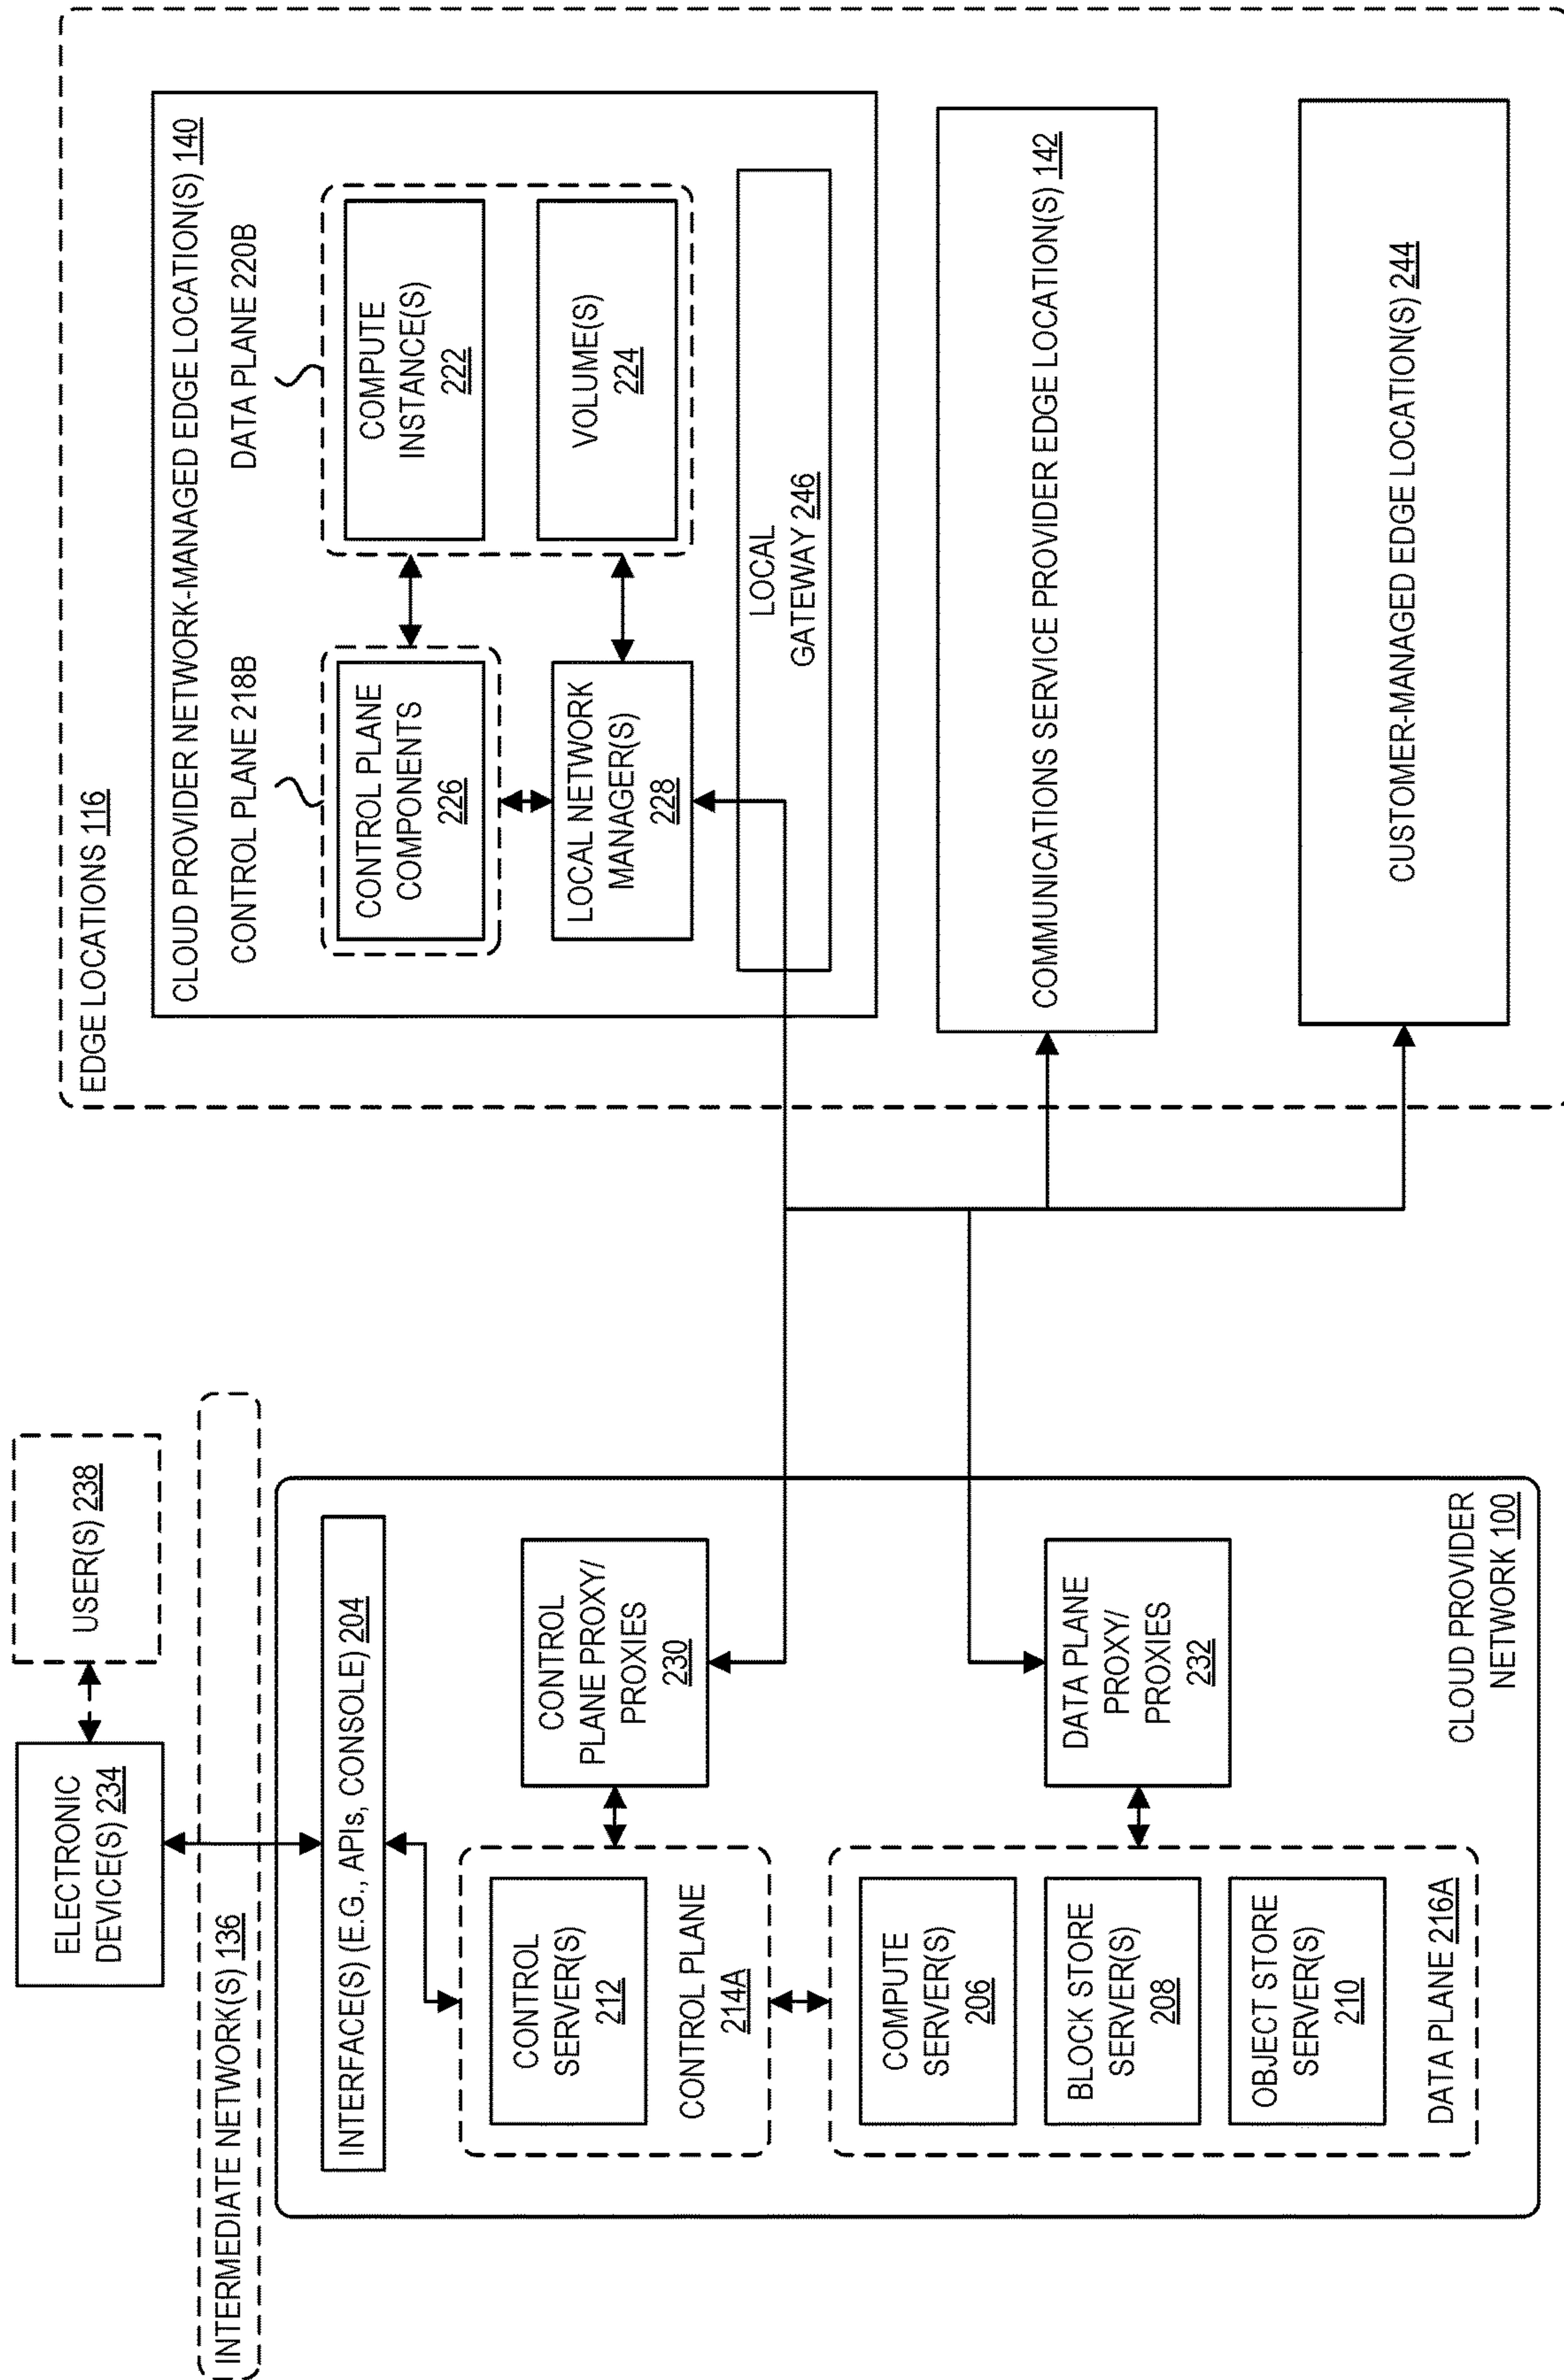 ELECTRONIC
DEVICE(S) 234
USER(S) 238
INTERMEDIATE NETWORK(S) 136
INTERFACE(S) (E.G., APIs, CONSOLE) 204
CONTROL
SERVER(S)
212
CONTROL PLANE
214A
CONTROL
PLANE PROXY/
PROXIES
230
COMPUTE
SERVER(S)
206
BLOCK STORE
SERVER(S)
208
OBJECT STORE
SERVER(S)
210
DATA PLANE 216A
DATA PLANE
PROXY/
PROXIES
232
CLOUD PROVIDER
NETWORK 100
EDGE LOCATIONS 116
CLOUD PROVIDER NETWORK-MANAGED EDGE LOCATION(S) 140
CONTROL PLANE 218B
DATA PLANE 220B
CONTROL PLANE
COMPONENTS
226
COMPUTE
INSTANCE(S)
222
LOCAL NETWORK
MANAGER(S)
228
VOLUME(S)
224
LOCAL
GATEWAY 246
COMMUNICATIONS SERVICE PROVIDER EDGE LOCATION(S) 142
CUSTOMER-MANAGED EDGE LOCATION(S) 244